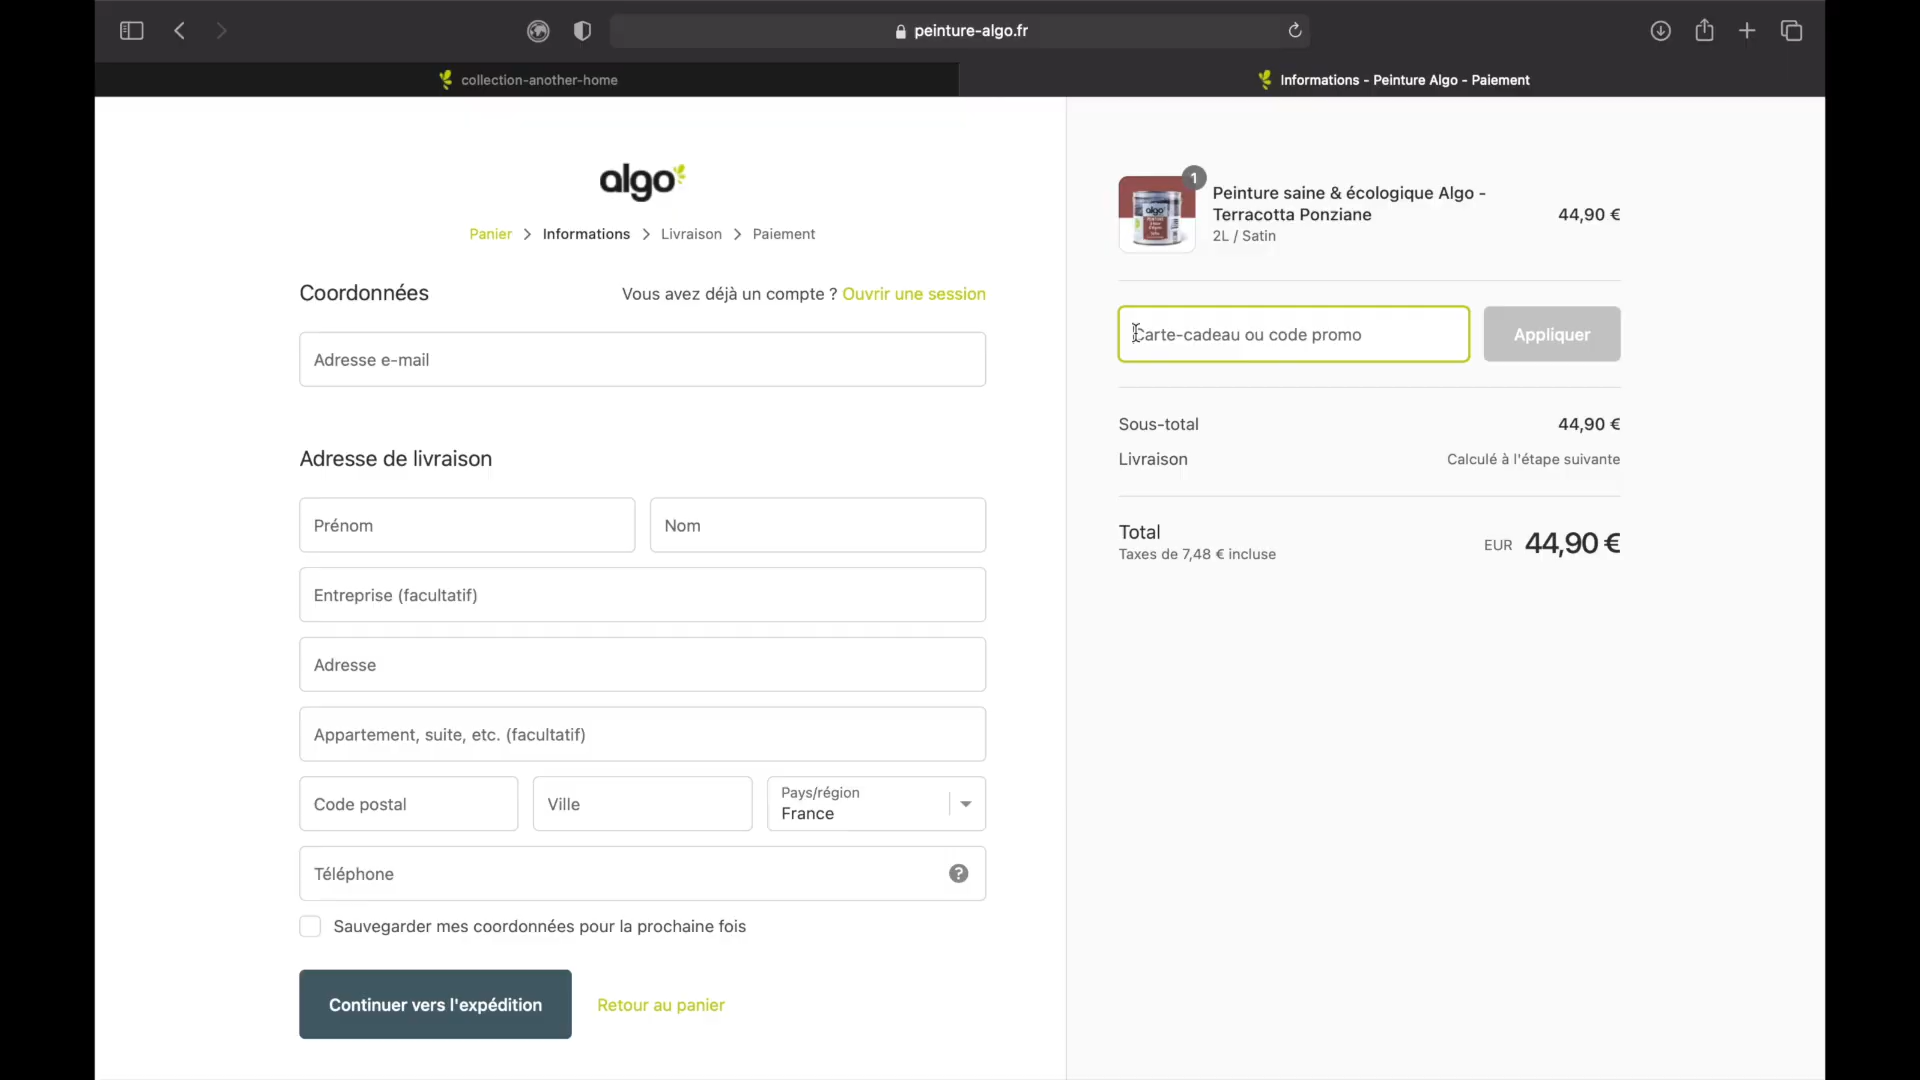 peinture-algo.fr
collection-another-home
Informations - Peinture Algo - Paiement
algo
Panier > Informations > Livraison > Paiement
Coordonnées
Vous avez déjà un compte ? Ouvrir une session
Adresse e-mail
Adresse de livraison
Prénom
Nom
Entreprise (facultatif)
Adresse
Appartement, suite, etc. (facultatif)
Code postal
Ville
Pays/région
France
Téléphone
?
Sauvegarder mes coordonnées pour la prochaine fois
Continuer vers l'expédition
Retour au panier
algo
1
Peinture saine & écologique Algo -
Terracotta Ponziane
2L / Satin
44,90 €
Carte-cadeau ou code promo
Appliquer
Sous-total
44,90 €
Livraison
Calculé à l'étape suivante
Total
Taxes de 7,48 € incluse
EUR 44,90 €